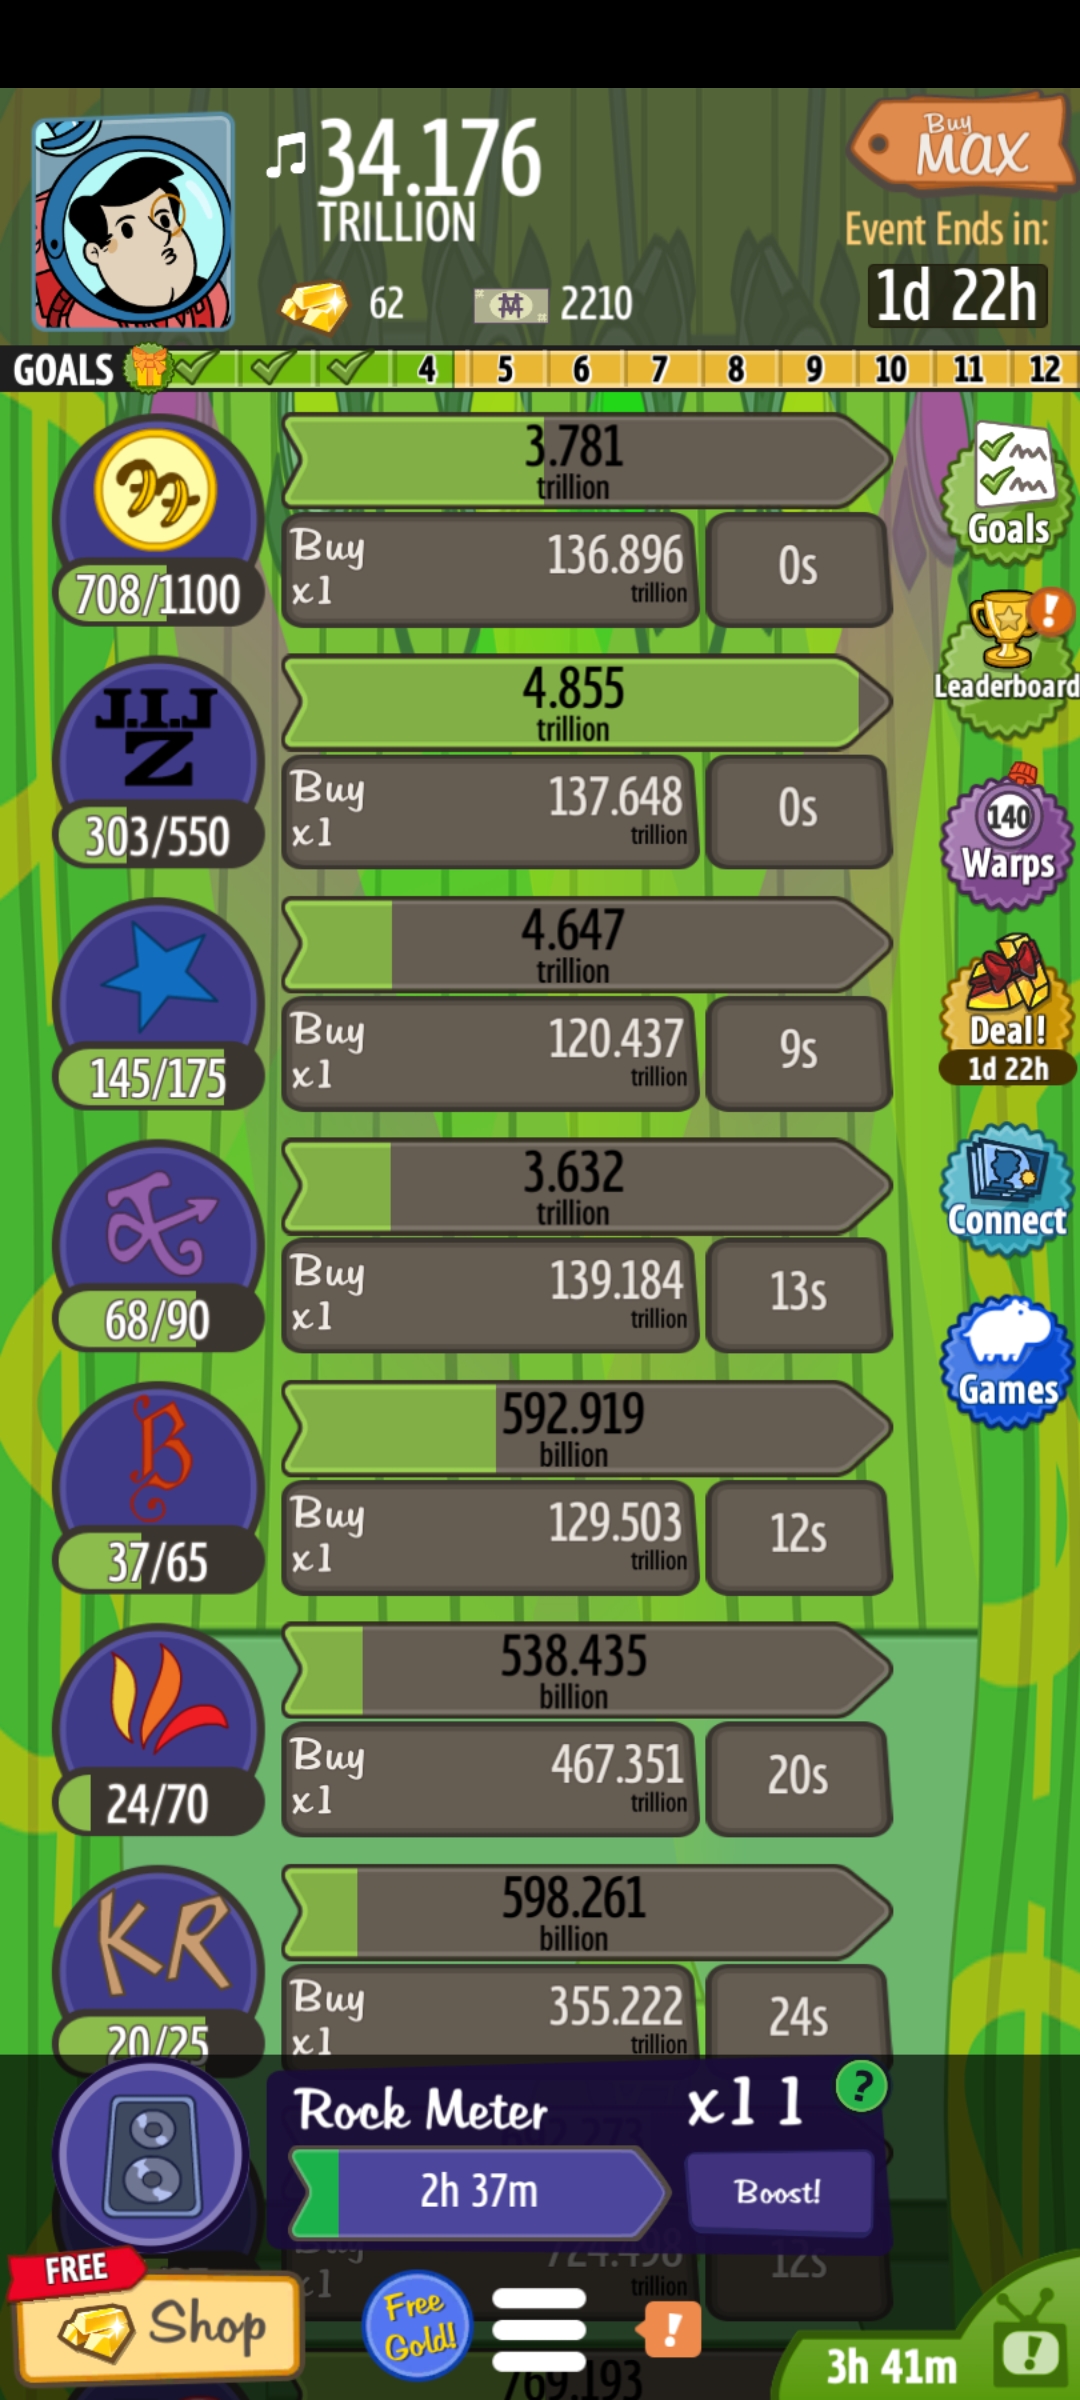 34.176
TRILLION
62
2210
Buy
MAX
Event Ends in:
1d 22h
GOALS
4
5
6
7
8
9
10
11
12
3.781
trillion
708/1100
Buy
x1
136.896
trillion
0s
Goals
J.I.J
Z
4.855
trillion
303/550
Buy
x1
137.648
trillion
0s
!
Leaderboard
140
Warps
4.647
trillion
145/175
Buy
x1
120.437
trillion
9s
Deal!
1d 22h
3.632
trillion
68/90
Buy
x1
139.184
trillion
13s
Connect
Games
B
592.919
billion
37/65
Buy
x1
129.503
trillion
12s
538.435
billion
24/70
Buy
x1
467.351
trillion
20s
KR
598.261
billion
20/25
Buy
x1
355.222
trillion
24s
Rock Meter
x11
?
2h 37m
Boost!
Buy
x1
724.498
trillion
12s
FREE
Shop
Free
Gold!
!
769.193
3h 41m
!